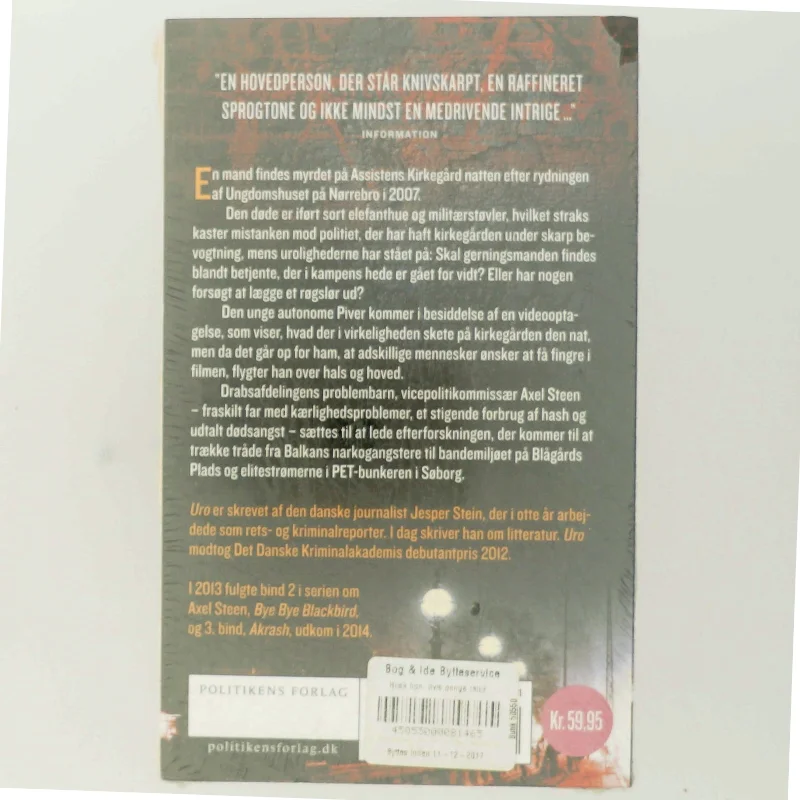 "EN HOVEDPERSON, DER STÅR KNIVSKARPT, EN RAFFINERET
SPROGTONE OG IKKE MINDST EN MEDRIVENDE INTRIGE ..."
INFORMATION
En mand findes myrdet på Assistens Kirkegård natten efter rydningen
af Ungdomshuset på Nørrebro i 2007.
Den døde er iført sort elefanthue og militærstøvler, hvilket straks
kaster mistanken mod politiet, der har haft kirkegården under skarp be-
vogtning, mens urolighederne har stået på: Skal gerningsmanden findes
blandt betjente, der i kampens hede er gået for vidt? Eller har nogen
forsøgt at lægge et røgslør ud?
Den unge autonome Piver kommer i besiddelse af en videoopta-
gelse, som viser, hvad der i virkeligheden skete på kirkegården den nat,
men da det går op for ham, at adskillige mennesker ønsker at få fingre i
filmen, flygter han over hals og hoved.
Drabsafdelingens problembarn, vicepolitikommissær Axel Steen
– fraskilt far med kærlighedsproblemer, et stigende forbrug af hash og
udtalt dødsangst – sættes til at lede efterforskningen, der kommer til at
trække tråde fra Balkans narkogangstere til bandemiljøet på Blågårds
Plads og elitestrømerne i PET-bunkeren i Søborg.
Uro er skrevet af den danske journalist Jesper Stein, der i otte år arbej-
dede som rets- og kriminalreporter. I dag skriver han om litteratur. Uro
modtog Det Danske Kriminalakademis debutantpris 2012.
I 2013 fulgte bind 2 i serien om
Axel Steen, Bye Bye Blackbird,
og 3. bind, Akrash, udkom i 2014.
POLITIKENS FORLAG
politikensforlag.dk
Bog & Ide Bytteservice
Byttes inden 11-12-2017
Kr. 59,95